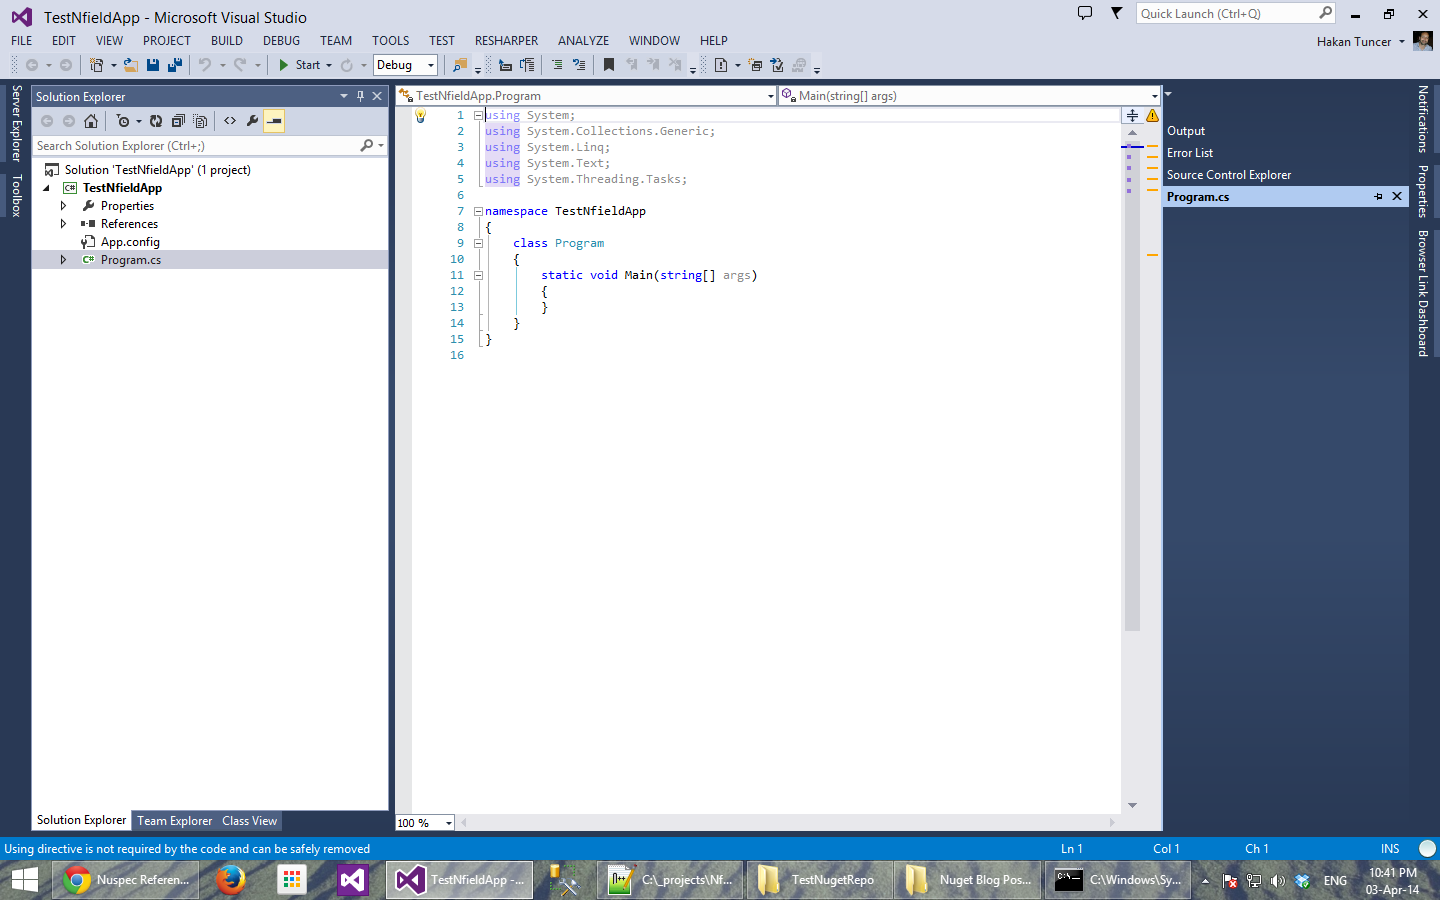 TestNfieldApp - Microsoft Visual Studio
Quick Launch (Ctrl+Q)
FILE EDIT VIEW PROJECT BUILD DEBUG TEAM TOOLS TEST RESHARPER ANALYZE WINDOW HELP
Hakan Tuncer
Start Debug
Server Explorer
Toolbox
Solution Explorer
Search Solution Explorer (Ctrl+;)
Solution 'TestNfieldApp' (1 project)
C# TestNfieldApp
Properties
References
App.config
C# Program.cs
Solution Explorer Team Explorer Class View
TestNfieldApp.Program Main(string[] args)
1 using System;
2 using System.Collections.Generic;
3 using System.Linq;
4 using System.Text;
5 using System.Threading.Tasks;
6
7 namespace TestNfieldApp
8 {
9 class Program
10 {
11 static void Main(string[] args)
12 {
13 }
14 }
15 }
16
100 %
Output
Error List
Source Control Explorer
Program.cs
Notifications
Properties
Browser Link Dashboard
Using directive is not required by the code and can be safely removed
Ln 1 Col 1 Ch 1 INS
Nuspec Referen...
TestNfieldApp -...
C:\_projects\Nf...
TestNugetRepo
Nuget Blog Pos...
C:\Windows\Sy...
ENG
10:41 PM
03-Apr-14